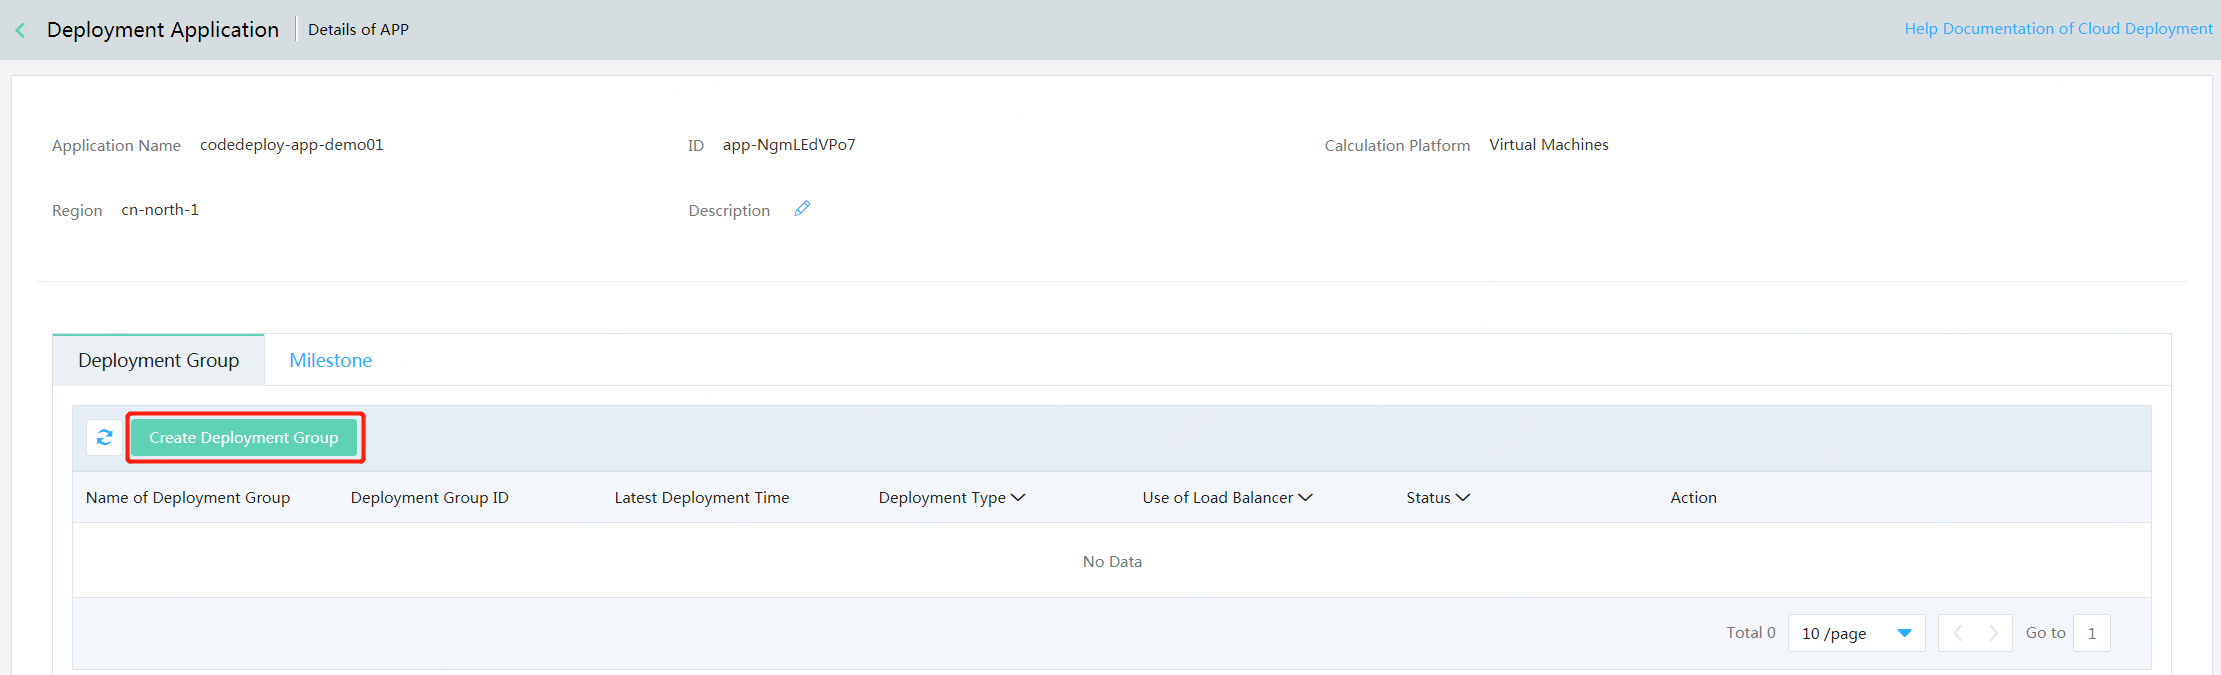 Deployment Application Details of APP Help Documentation of Cloud Deployment
Application Name codedeploy-app-demo01 ID app-NgmLEdVPo7 Calculation Platform Virtual Machines
Region cn-north-1 Description
Deployment Group Milestone
Create Deployment Group
Name of Deployment Group Deployment Group ID Latest Deployment Time Deployment Type Use of Load Balancer Status Action
No Data
Total 0 10 /page Go to 1